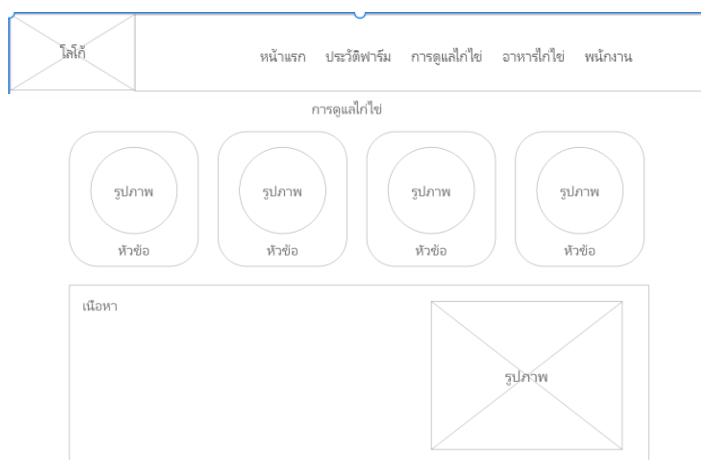 โลโก้
หน้าแรก ประวัติฟาร์ม การดูแลไก่ไข่ อาหารไก่ไข่ พนักงาน
การดูแลไก่ไข่
รูปภาพ รูปภาพ รูปภาพ รูปภาพ
หัวข้อ หัวข้อ หัวข้อ หัวข้อ
เนื้อหา
รูปภาพ